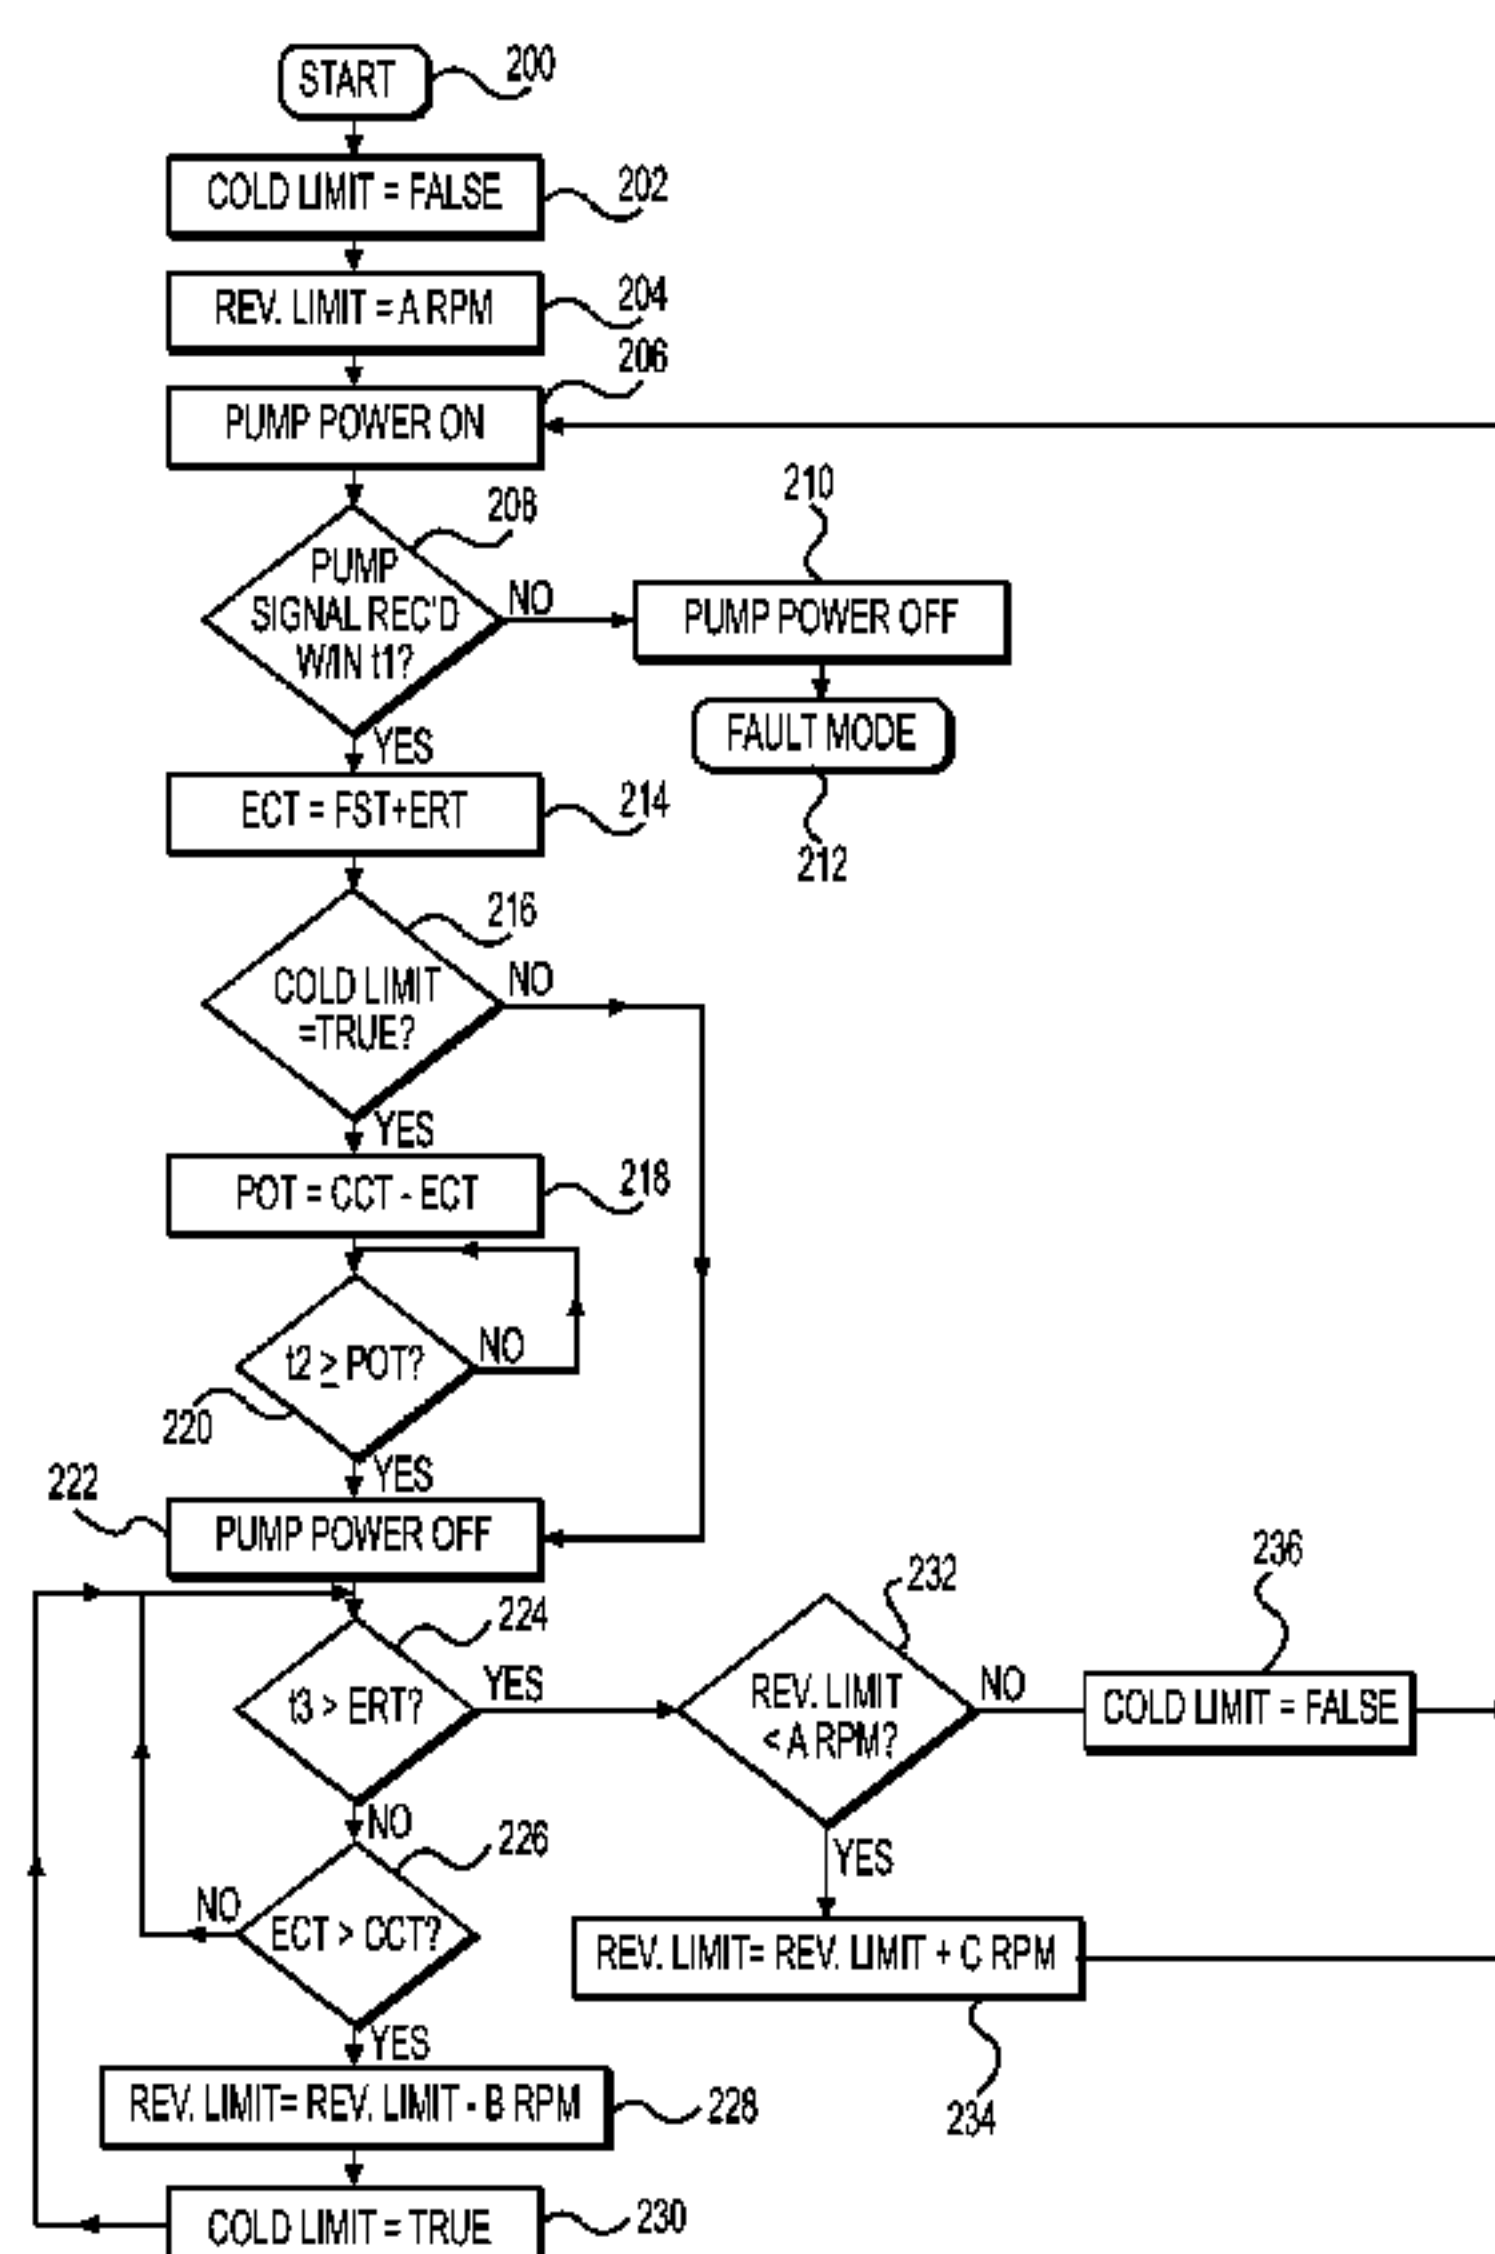 START
200
COLD LIMIT = FALSE
202
REV. LIMIT = A RPM
204
206
PUMP POWER ON
208
PUMP
SIGNAL REC'D
W/IN t1?
NO
210
PUMP POWER OFF
FAULT MODE
212
YES
ECT = FST+ERT
214
216
COLD LIMIT
=TRUE?
NO
YES
POT = CCT - ECT
218
t2 ≥ POT?
NO
220
YES
222
PUMP POWER OFF
224
t3 > ERT?
YES
232
REV. LIMIT
< A RPM?
NO
236
COLD LIMIT = FALSE
NO
226
YES
ECT > CCT?
NO
REV. LIMIT= REV. LIMIT + C RPM
234
YES
REV. LIMIT= REV. LIMIT - B RPM
228
COLD LIMIT = TRUE
230